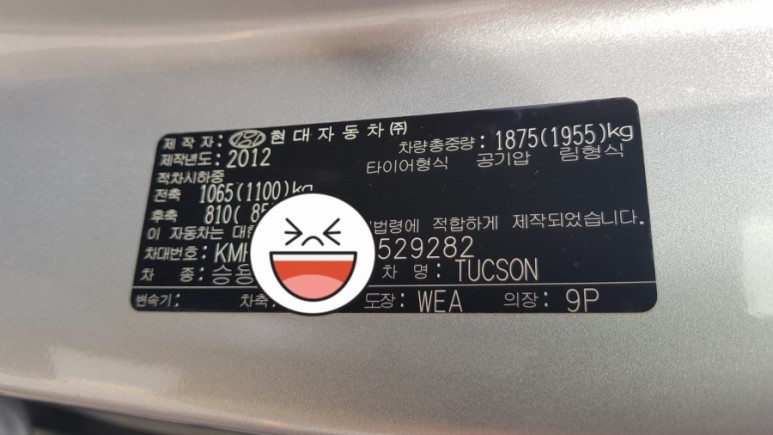 제 작 자: 현대자동차㈜ 차량총중량: 1875(1955)kg
제작년도: 2012 타이어형식 공기압 림형식
적차시하중
전축 1065(1100)kg
후축 810(
이 자동차는 법령에 적합하게 제작되었습니다.
차대번호: 529282
차 종: 승용 차 명: TUCSON
변속기: 차축: 도장: WEA 의장: 9P